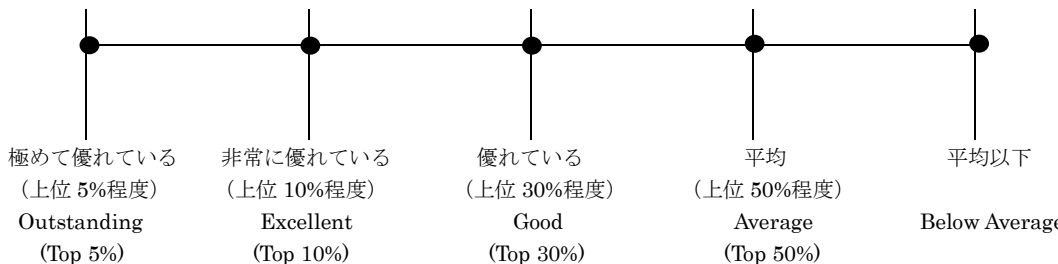 極めて優れている 非常に優れている 優れている 平均 平均以下
（上位 5%程度） （上位 10%程度） （上位 30%程度） （上位 50%程度）
Outstanding Excellent Good Average Below Average
(Top 5%) (Top 10%) (Top 30%) (Top 50%)